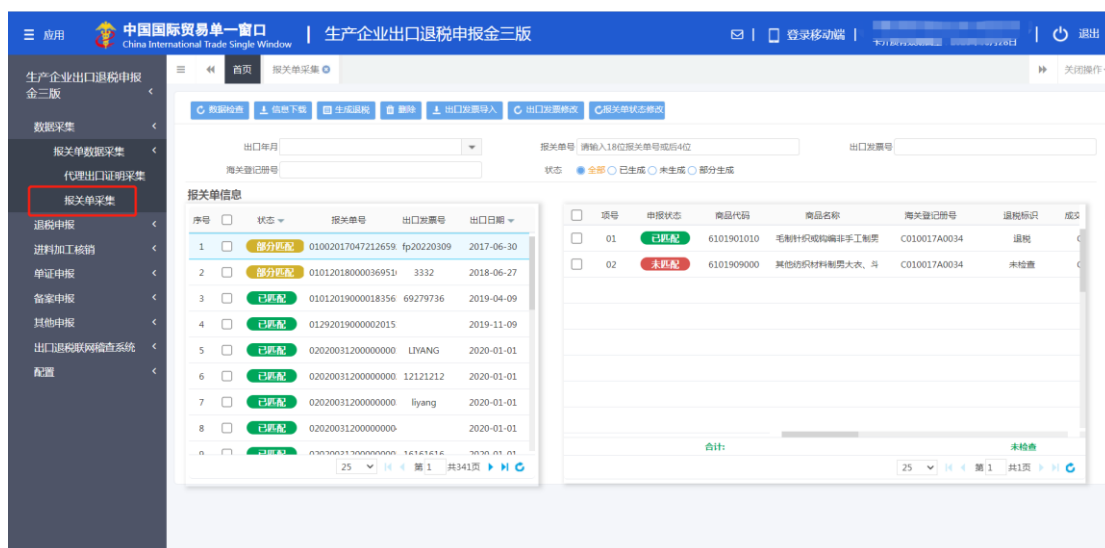 应用
中国国际贸易单一窗口
China International Trade Single Window
生产企业出口退税申报金三版
登录移动端
退出
生产企业出口退税申报金三版
首页 报关单采集
关闭操作
数据采集
报关单数据采集
代理出口证明采集
报关单采集
退税申报
进料加工核销
单证申报
备案申报
其他申报
出口退税联网稽查系统
配置
数据检查 信息下载 生成退税 删除 出口发票导入 出口发票修改 报关单状态修改
出口年月 报关单号 请输入18位报关单号或后4位 出口发票号
海关登记册号 状态 全部 已生成 未生成 部分生成
报关单信息
序号 状态 报关单号 出口发票号 出口日期
1 部分匹配 01002017047212659 fp20220309 2017-06-30
2 部分匹配 0101201800036951 3332 2018-06-27
3 已匹配 01012019000018356 69279736 2019-04-09
4 已匹配 01292019000002015 2019-11-09
5 已匹配 02020031200000000 LIYANG 2020-01-01
6 已匹配 02020031200000000 12121212 2020-01-01
7 已匹配 02020031200000000 liyang 2020-01-01
8 已匹配 02020031200000000 2020-01-01
25 第 1 共341页
项号 申报状态 商品代码 商品名称 海关登记册号 退税标识 成交
01 已匹配 6101901010 毛制针织或钩编非手工制男 C010017A0034 退税
02 未匹配 6101909000 其他纺织材料制男大衣、斗 C010017A0034 未检查
合计: 未检查
25 第 1 共1页